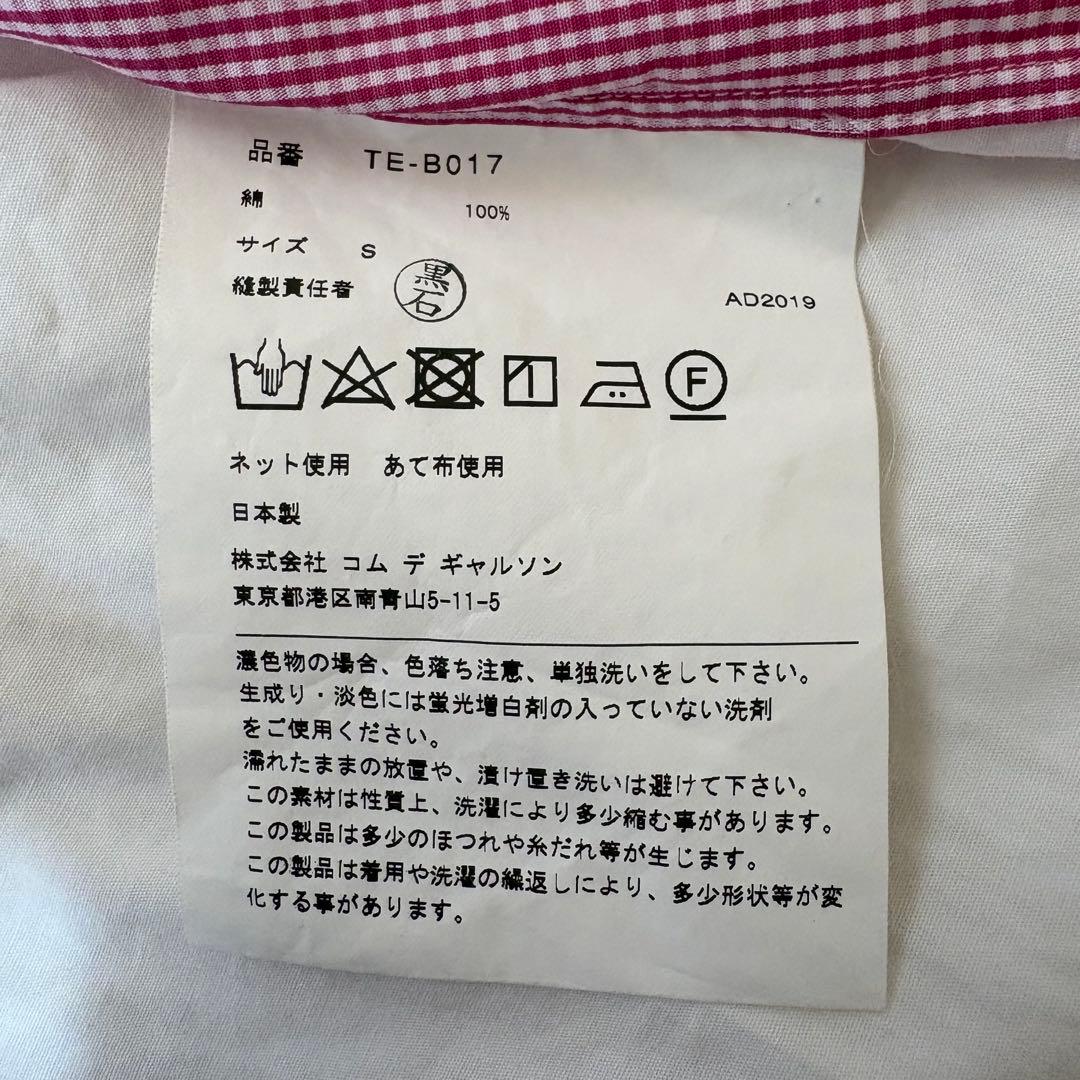 品番 TE-B017
綿 100%
サイズ S
縫製責任者 黒石 AD2019
F
ネット使用 あて布使用
日本製
株式会社 コム デ ギャルソン
東京都港区南青山5-11-5
濃色物の場合、色落ち注意、単独洗いをして下さい。
生成り・淡色には蛍光増白剤の入っていない洗剤
をご使用ください。
濡れたままの放置や、漬け置き洗いは避けて下さい。
この素材は性質上、洗濯により多少縮む事があります。
この製品は多少のほつれや糸だれ等が生じます。
この製品は着用や洗濯の繰返しにより、多少形状等が変
化する事があります。